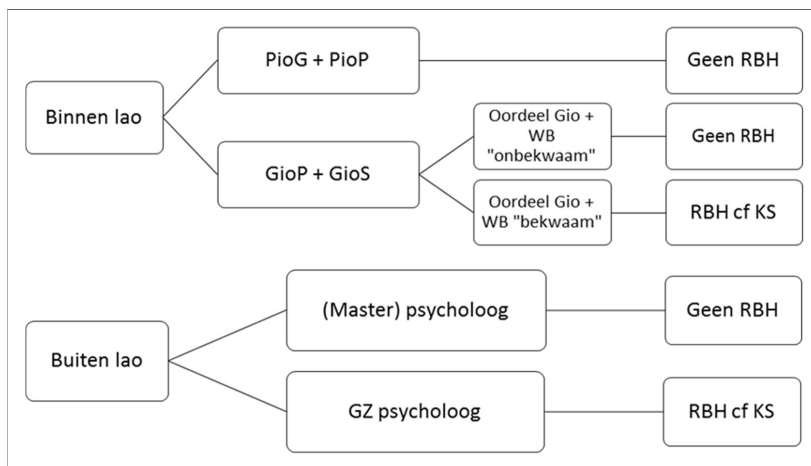 PioG + PioP
Geen RBH
Binnen lao
Oordeel Gio +
WB
"onbekwaam"
Geen RBH
GioP + GioS
Oordeel Gio +
WB "bekwaam"
RBH cf KS
(Master) psycholoog
Geen RBH
Buiten lao
GZ psycholoog
RBH cf KS